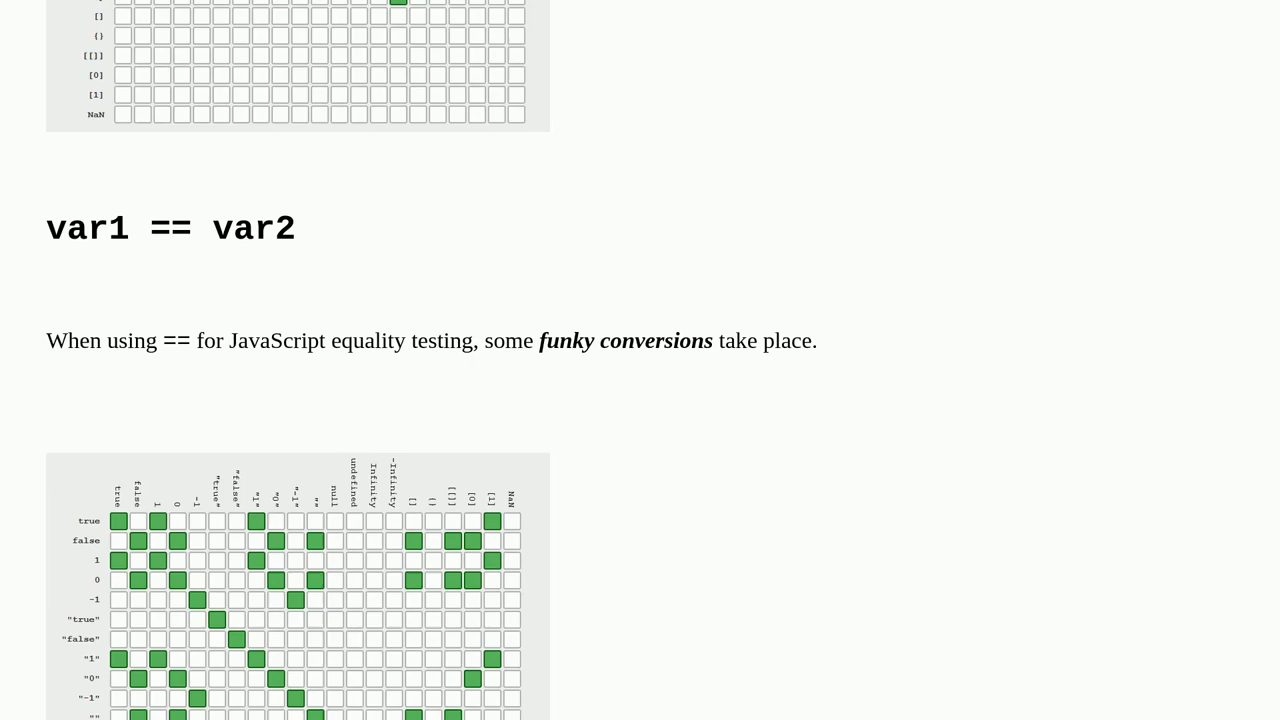 []
{}
[[]]
[0]
[1]
NaN
var1 == var2
When using == for JavaScript equality testing, some funky conversions take place.
true
false
1
0
-1
"true"
"false"
"1"
"0"
"-1"
""
null
undefined
Infinity
-Infinity
[]
{}
[[]]
[0]
[1]
NaN
true
false
1
0
-1
"true"
"false"
"1"
"0"
"-1"
""